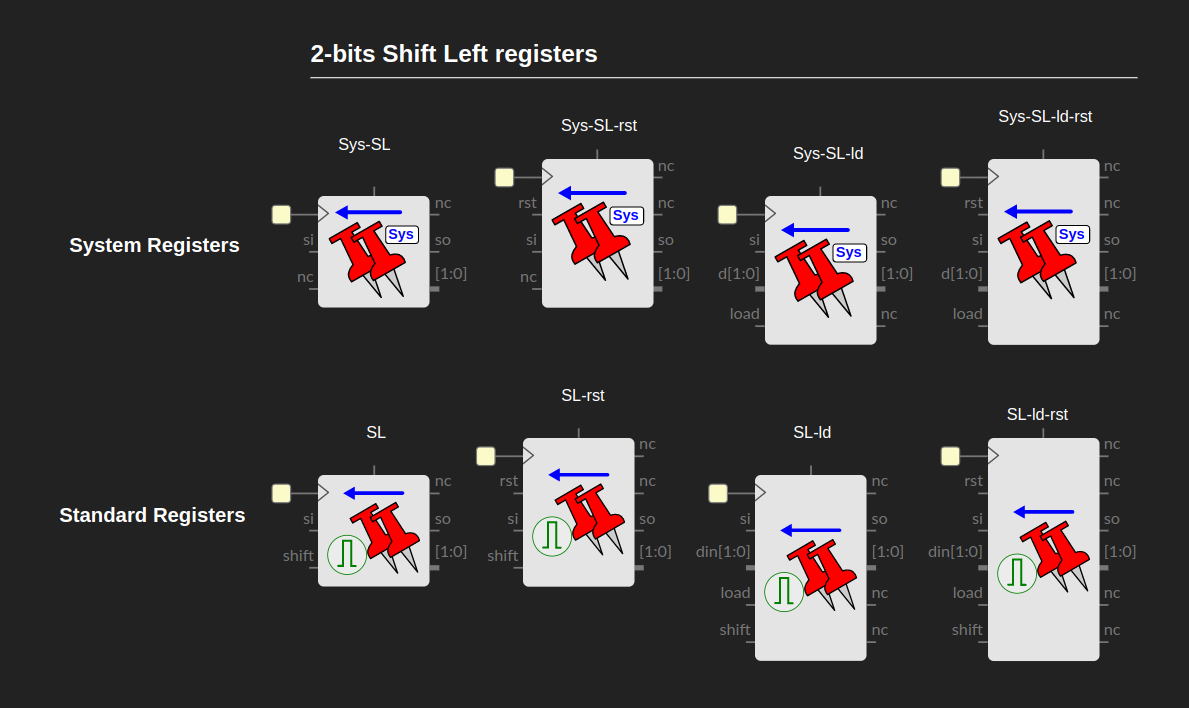 2-bits Shift Left registers
System Registers
Sys-SL
si
nc
Sys
nc
so
[1:0]
Sys-SL-rst
rst
si
nc
Sys
nc
nc
so
[1:0]
Sys-SL-ld
si
d[1:0]
load
Sys
nc
so
[1:0]
nc
Sys-SL-ld-rst
rst
si
d[1:0]
load
Sys
nc
nc
so
[1:0]
nc
Standard Registers
SL
si
shift
nc
so
[1:0]
SL-rst
rst
si
shift
nc
nc
so
[1:0]
SL-ld
si
din[1:0]
load
shift
nc
so
[1:0]
nc
nc
SL-ld-rst
rst
si
din[1:0]
load
shift
nc
nc
so
[1:0]
nc
nc